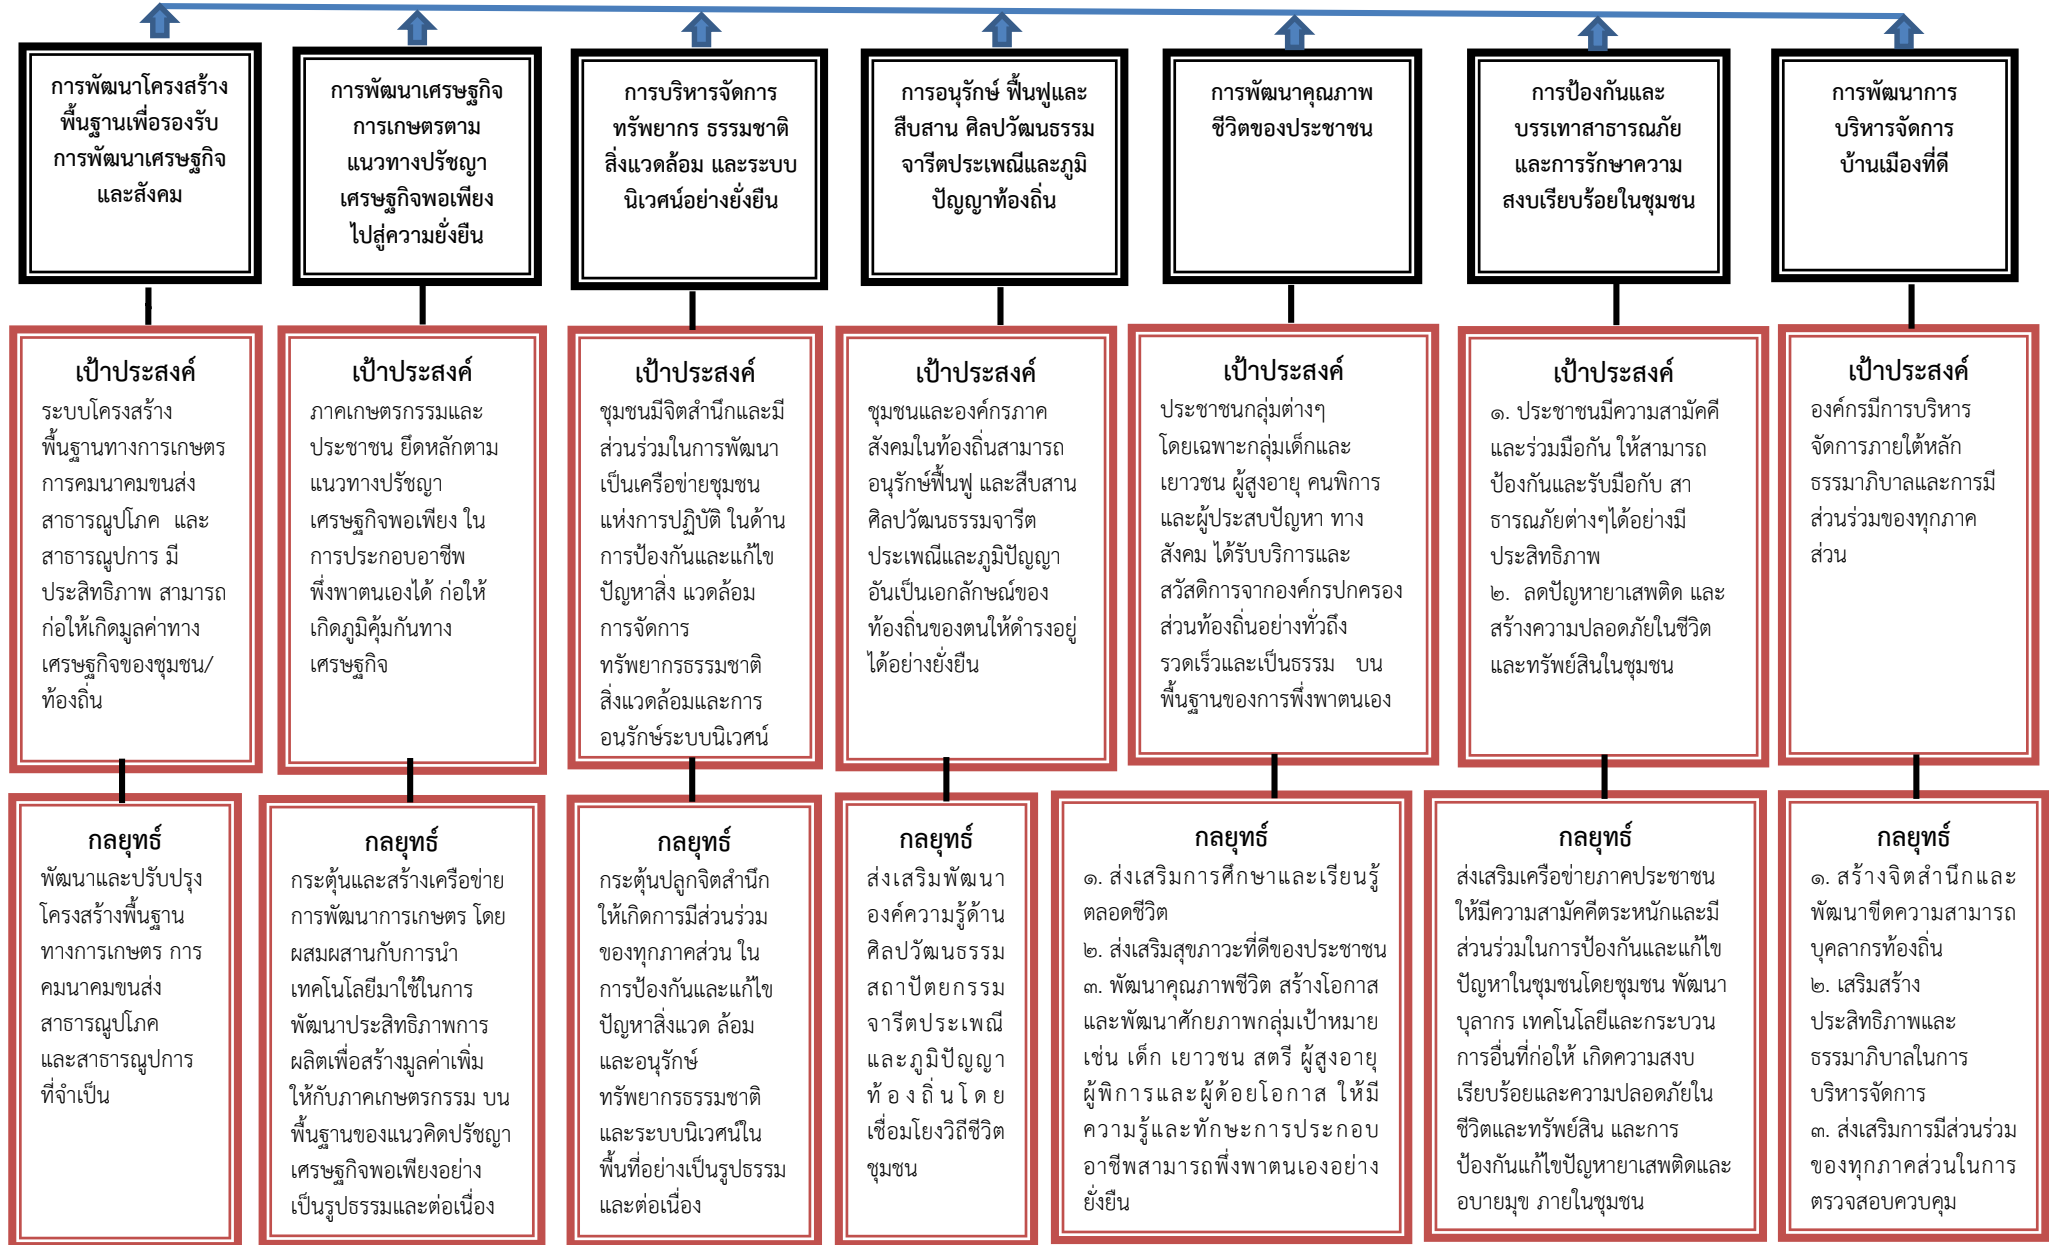 การพัฒนาโครงสร้าง
พื้นฐานเพื่อรองรับ
การพัฒนาเศรษฐกิจ
และสังคม
การพัฒนาเศรษฐกิจ
การเกษตรตาม
แนวทางปรัชญา
เศรษฐกิจพอเพียง
ไปสู่ความยั่งยืน
การบริหารจัดการ
ทรัพยากร ธรรมชาติ
สิ่งแวดล้อม และระบบ
นิเวศน์อย่างยั่งยืน
การอนุรักษ์ ฟื้นฟูและ
สืบสาน ศิลปวัฒนธรรม
จารีตประเพณีและภูมิ
ปัญญาท้องถิ่น
การพัฒนาคุณภาพ
ชีวิตของประชาชน
การป้องกันและ
บรรเทาสาธารณภัย
และการรักษาความ
สงบเรียบร้อยในชุมชน
การพัฒนาการ
บริหารจัดการ
บ้านเมืองที่ดี
เป้าประสงค์
ระบบโครงสร้าง
พื้นฐานทางการเกษตร
การคมนาคมขนส่ง
สาธารณูปโภค และ
สาธารณูปการ มี
ประสิทธิภาพ สามารถ
ก่อให้เกิดมูลค่าทาง
เศรษฐกิจของชุมชน/
ท้องถิ่น
เป้าประสงค์
ภาคเกษตรกรรมและ
ประชาชน ยึดหลักตาม
แนวทางปรัชญา
เศรษฐกิจพอเพียง ใน
การประกอบอาชีพ
พึ่งพาตนเองได้ ก่อให้
เกิดภูมิคุ้มกันทาง
เศรษฐกิจ
เป้าประสงค์
ชุมชนมีจิตสำนึกและมี
ส่วนร่วมในการพัฒนา
เป็นเครือข่ายชุมชน
แห่งการปฏิบัติ ในด้าน
การป้องกันและแก้ไข
ปัญหาสิ่ง แวดล้อม
การจัดการ
ทรัพยากรธรรมชาติ
สิ่งแวดล้อมและการ
อนุรักษ์ระบบนิเวศน์
เป้าประสงค์
ชุมชนและองค์กรภาค
สังคมในท้องถิ่นสามารถ
อนุรักษ์ฟื้นฟู และสืบสาน
ศิลปวัฒนธรรมจารีต
ประเพณีและภูมิปัญญา
อันเป็นเอกลักษณ์ของ
ท้องถิ่นของตนให้ดำรงอยู่
ได้อย่างยั่งยืน
เป้าประสงค์
ประชาชนกลุ่มต่างๆ
โดยเฉพาะกลุ่มเด็กและ
เยาวชน ผู้สูงอายุ คนพิการ
และผู้ประสบปัญหา ทาง
สังคม ได้รับบริการและ
สวัสดิการจากองค์กรปกครอง
ส่วนท้องถิ่นอย่างทั่วถึง
รวดเร็วและเป็นธรรม บน
พื้นฐานของการพึ่งพาตนเอง
เป้าประสงค์
๑. ประชาชนมีความสามัคคี
และร่วมมือกัน ให้สามารถ
ป้องกันและรับมือกับ สา
ธารณภัยต่างๆได้อย่างมี
ประสิทธิภาพ
๒. ลดปัญหายาเสพติด และ
สร้างความปลอดภัยในชีวิต
และทรัพย์สินในชุมชน
เป้าประสงค์
องค์กรมีการบริหาร
จัดการภายใต้หลัก
ธรรมาภิบาลและการมี
ส่วนร่วมของทุกภาค
ส่วน
กลยุทธ์
พัฒนาและปรับปรุง
โครงสร้างพื้นฐาน
ทางการเกษตร การ
คมนาคมขนส่ง
สาธารณูปโภค
และสาธารณูปการ
ที่จำเป็น
กลยุทธ์
กระตุ้นและสร้างเครือข่าย
การพัฒนาการเกษตร โดย
ผสมผสานกับการนำ
เทคโนโลยีมาใช้ในการ
พัฒนาประสิทธิภาพการ
ผลิตเพื่อสร้างมูลค่าเพิ่ม
ให้กับภาคเกษตรกรรม บน
พื้นฐานของแนวคิดปรัชญา
เศรษฐกิจพอเพียงอย่าง
เป็นรูปธรรมและต่อเนื่อง
กลยุทธ์
กระตุ้นปลูกจิตสำนึก
ให้เกิดการมีส่วนร่วม
ของทุกภาคส่วน ใน
การป้องกันและแก้ไข
ปัญหาสิ่งแวด ล้อม
และอนุรักษ์
ทรัพยากรธรรมชาติ
และระบบนิเวศน์ใน
พื้นที่อย่างเป็นรูปธรรม
และต่อเนื่อง
กลยุทธ์
ส่งเสริมพัฒนา
องค์ความรู้ด้าน
ศิลปวัฒนธรรม
สถาปัตยกรรม
จารีตประเพณี
และภูมิปัญญา
ท้องถิ่นโดย
เชื่อมโยงวิถีชีวิต
ชุมชน
กลยุทธ์
๑. ส่งเสริมการศึกษาและเรียนรู้
ตลอดชีวิต
๒. ส่งเสริมสุขภาวะที่ดีของประชาชน
๓. พัฒนาคุณภาพชีวิต สร้างโอกาส
และพัฒนาศักยภาพกลุ่มเป้าหมาย
เช่น เด็ก เยาวชน สตรี ผู้สูงอายุ
ผู้พิการและผู้ด้อยโอกาส ให้มี
ความรู้และทักษะการประกอบ
อาชีพสามารถพึ่งพาตนเองอย่าง
ยั่งยืน
กลยุทธ์
ส่งเสริมเครือข่ายภาคประชาชน
ให้มีความสามัคคีตระหนักและมี
ส่วนร่วมในการป้องกันและแก้ไข
ปัญหาในชุมชนโดยชุมชน พัฒนา
บุลากร เทคโนโลยีและกระบวน
การอื่นที่ก่อให้ เกิดความสงบ
เรียบร้อยและความปลอดภัยใน
ชีวิตและทรัพย์สิน และการ
ป้องกันแก้ไขปัญหายาเสพติดและ
อบายมุข ภายในชุมชน
กลยุทธ์
๑. สร้างจิตสำนึกและ
พัฒนาขีดความสามารถ
บุคลากรท้องถิ่น
๒. เสริมสร้าง
ประสิทธิภาพและ
ธรรมาภิบาลในการ
บริหารจัดการ
๓. ส่งเสริมการมีส่วนร่วม
ของทุกภาคส่วนในการ
ตรวจสอบควบคุม